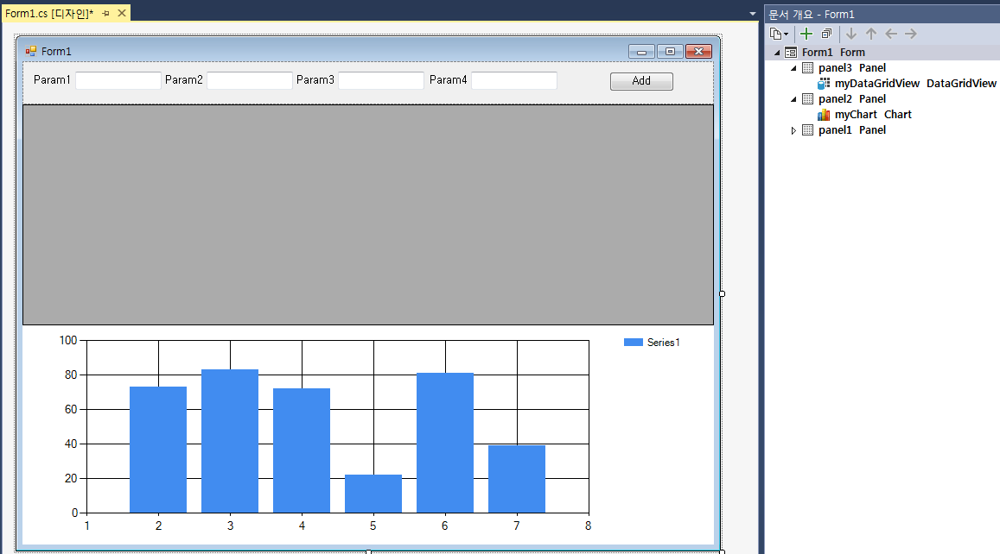 Form1.cs [디자인]*
Form1
Param1 Param2 Param3 Param4 Add
100
80
60
40
20
0
1 2 3 4 5 6 7 8
Series1
문서 개요 - Form1
Form1 Form
panel3 Panel
myDataGridView DataGridView
panel2 Panel
myChart Chart
panel1 Panel